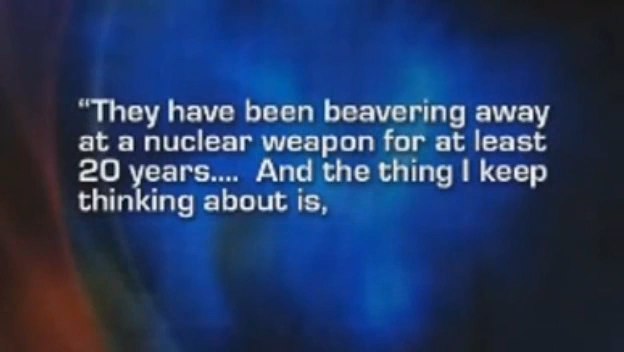 “They have been beavering away
at a nuclear weapon for at least
20 years.... And the thing I keep
thinking about is,